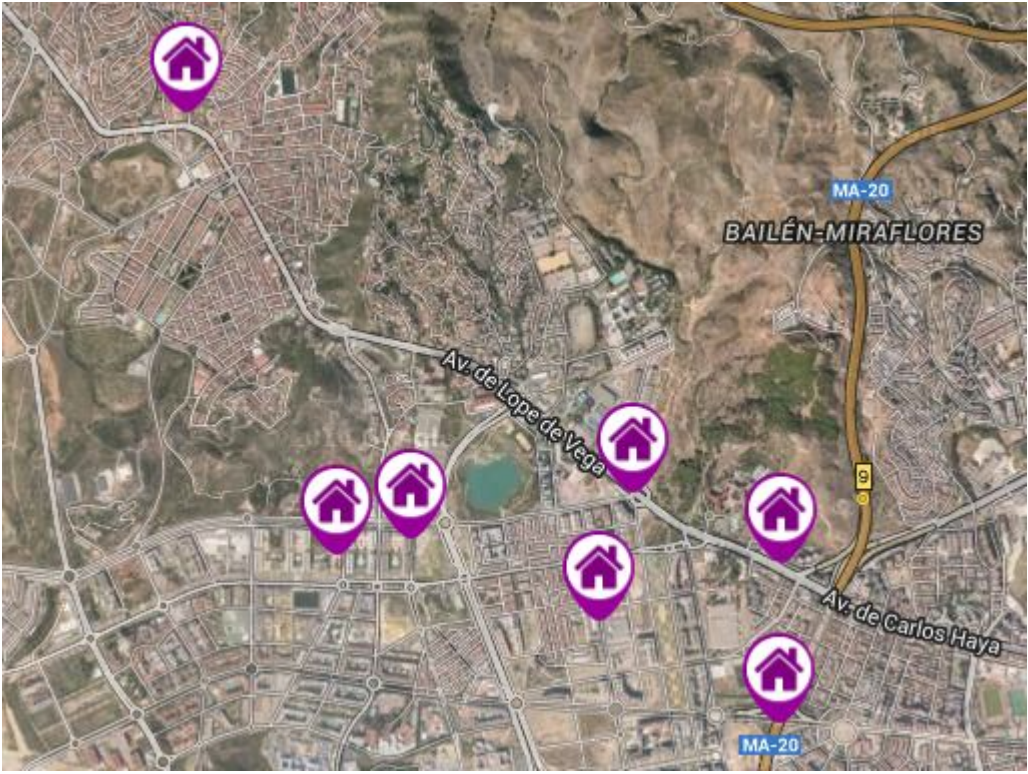 MA-20
BAILÉN-MIRAFLORES
Av. de Lope de Vega
9
Av. de Carlos Haya
MA-20